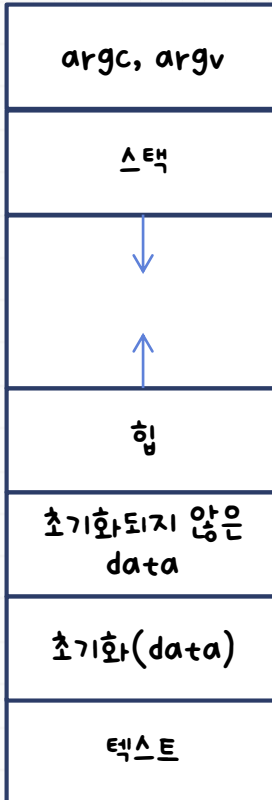 argc, argv
스택
힙
초기화되지 않은
data
초기화(data)
텍스트